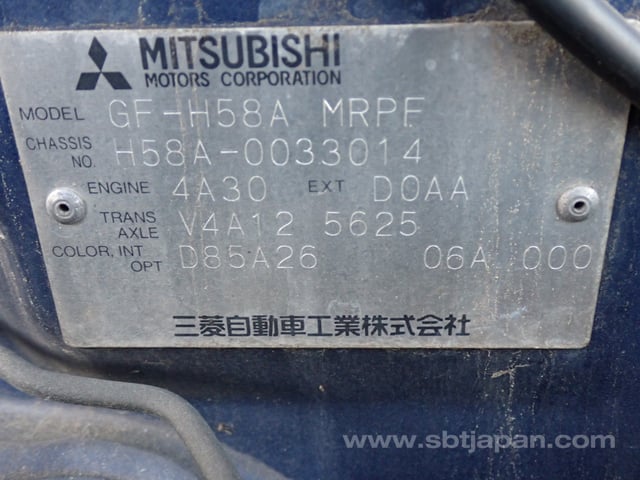 MITSUBISHI
MOTORS CORPORATION
MODEL GF-H58A MRPF
CHASSIS NO. H58A-0033014
ENGINE 4A30 EXT D0AA
TRANS AXLE V4A12 5625
COLOR, INT OPT D85A26 06A 000
三菱自動車工業株式会社
www.sbtjapan.com